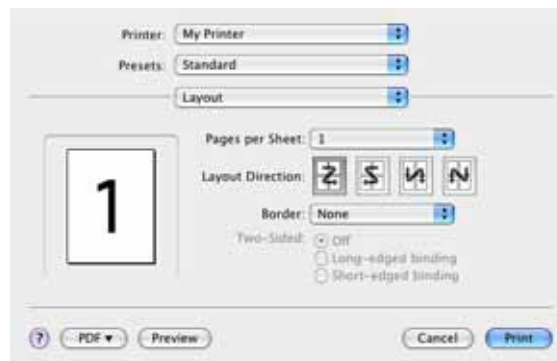 Printer: My Printer
Presets: Standard
Layout
Pages per Sheet: 1
Layout Direction:
1
Border: None
Two-Sided: Off
Long-edged binding
Short-edged binding
? PDF ▼ Preview Cancel Print